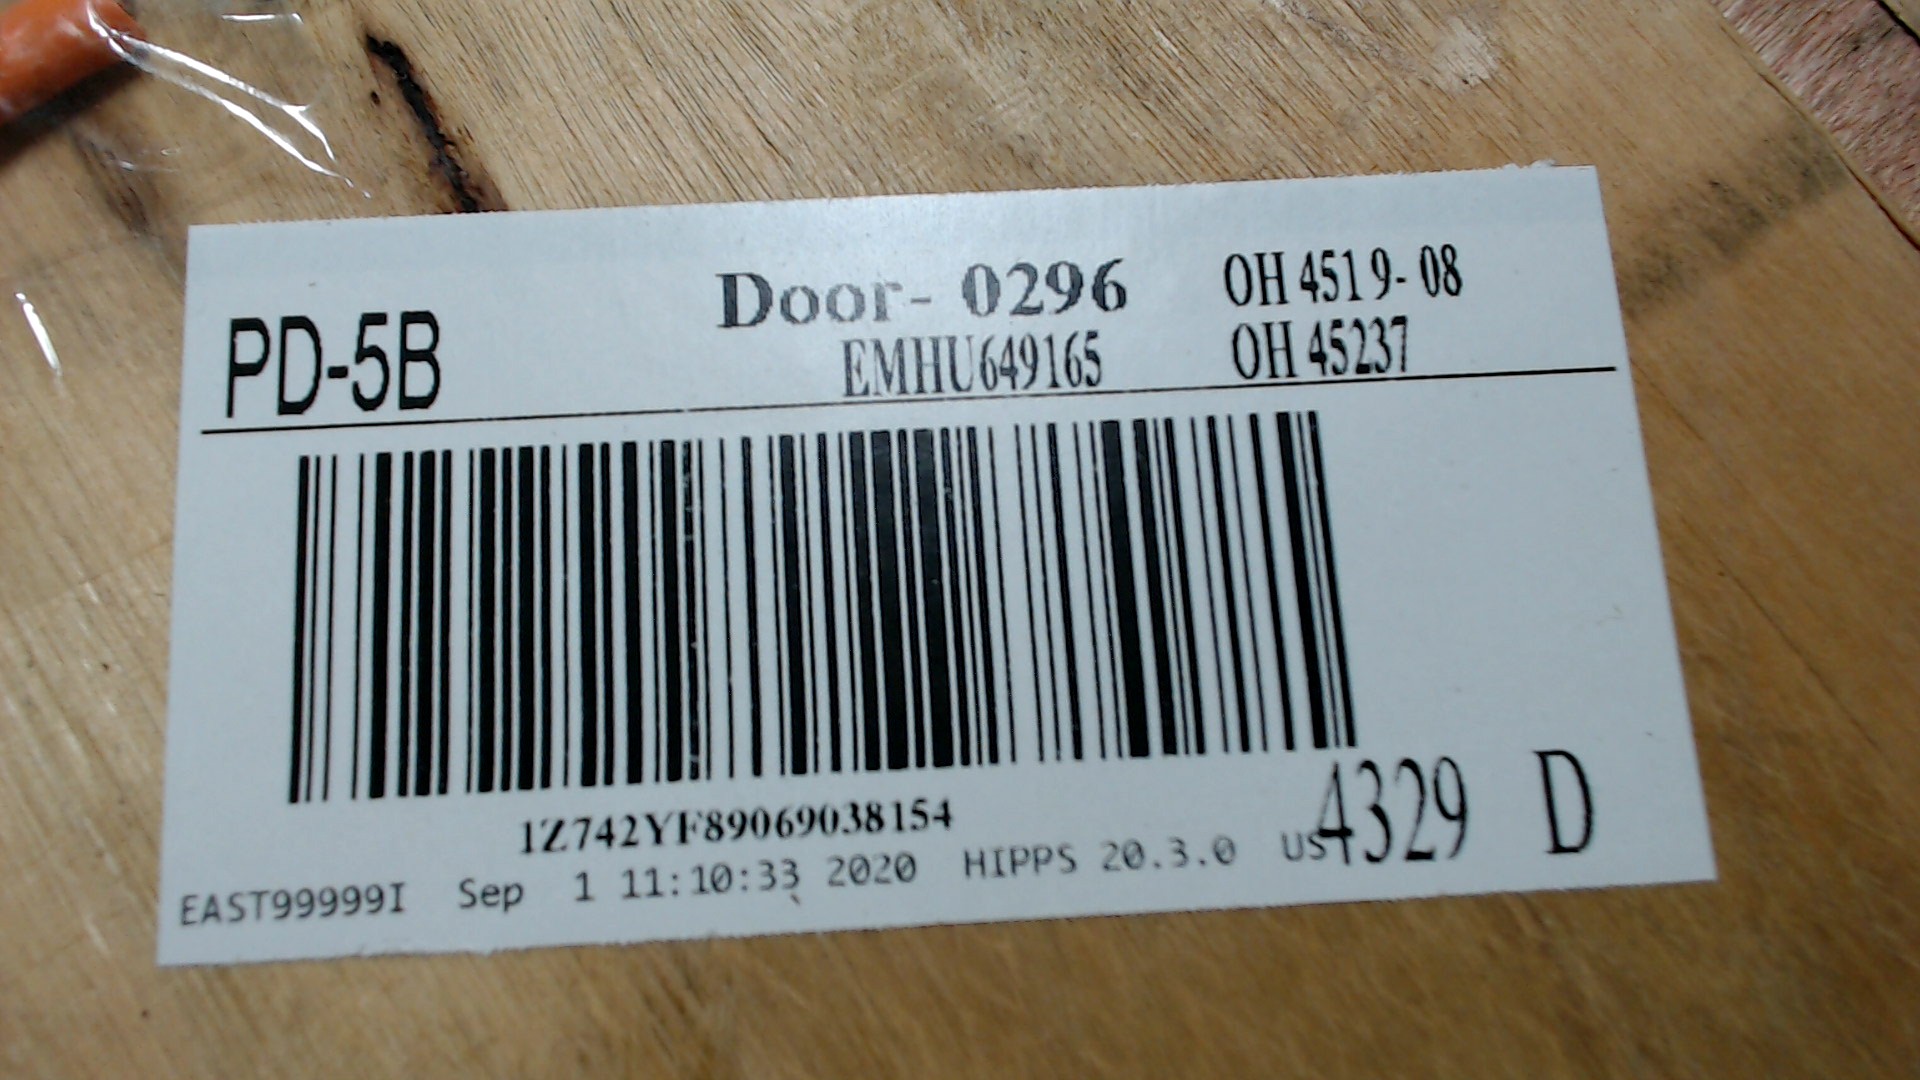 PD-5B
Door- 0296
EMHU649165
OH 4519-08
OH 45237
1Z742YF89069038154
EAST99999I Sep 1 11:10:33 2020 HIPPS 20.3.0 US
4329 D